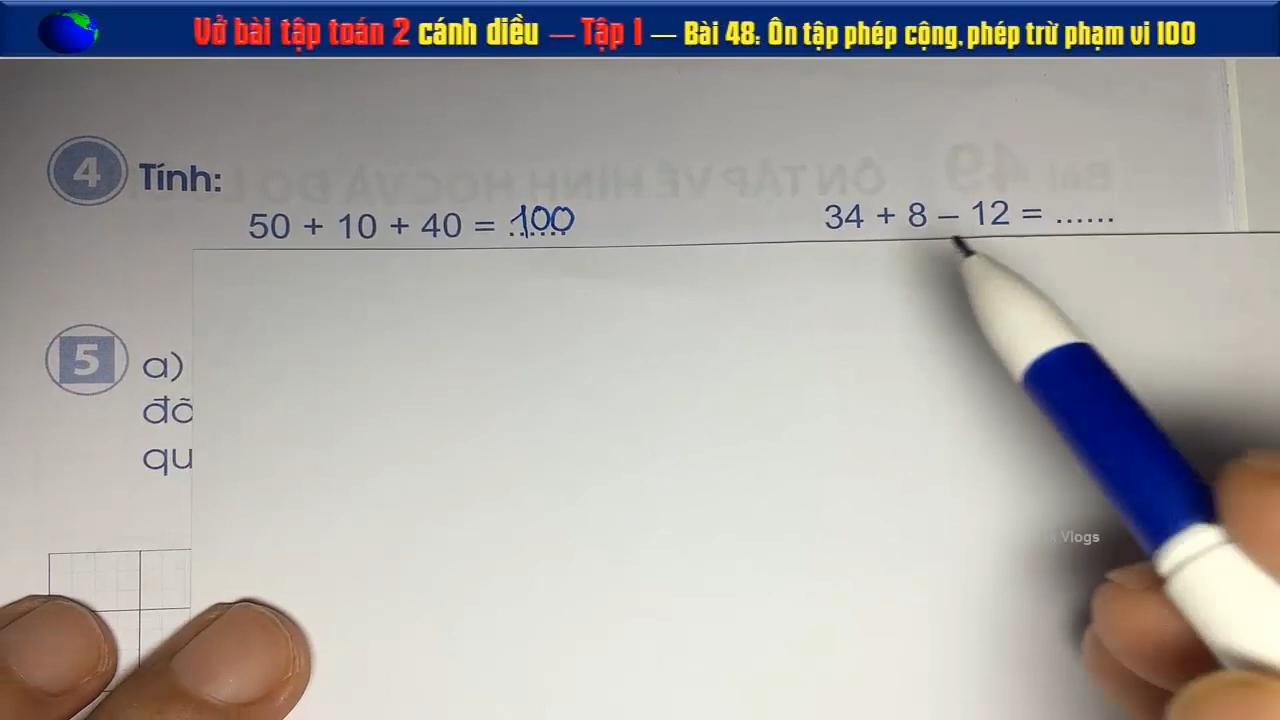 Vở bài tập toán 2 cánh diều – Tập 1 – Bài 48: Ôn tập phép cộng, phép trừ phạm vi 100
4 Tính:
50 + 10 + 40 = 100
34 + 8 – 12 = ......
5 a)
đõ
qu
Vlogs